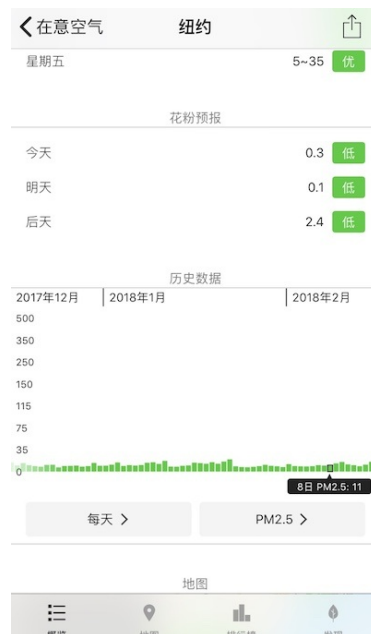 在意空气 纽约
星期五 5~35 优
花粉预报
今天 0.3 低
明天 0.1 低
后天 2.4 低
历史数据
2017年12月 2018年1月 2018年2月
500
350
250
150
115
75
35
0
8日 PM2.5: 11
每天 PM2.5
地图